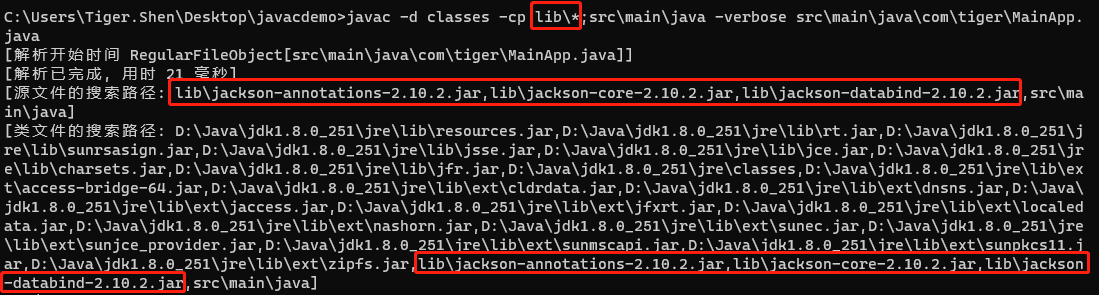 C:\Users\Tiger.Shen\Desktop\javacdemo>javac -d classes -cp lib\*;src\main\java -verbose src\main\java\com\tiger\MainApp.
java
[解析开始时间 RegularFileObject[src\main\java\com\tiger\MainApp.java]]
[解析已完成, 用时 21 毫秒]
[源文件的搜索路径: lib\jackson-annotations-2.10.2.jar,lib\jackson-core-2.10.2.jar,lib\jackson-databind-2.10.2.jar,src\ma
in\java]
[类文件的搜索路径: D:\Java\jdk1.8.0_251\jre\lib\resources.jar,D:\Java\jdk1.8.0_251\jre\lib\rt.jar,D:\Java\jdk1.8.0_251\j
re\lib\sunrsasign.jar,D:\Java\jdk1.8.0_251\jre\lib\jsse.jar,D:\Java\jdk1.8.0_251\jre\lib\jce.jar,D:\Java\jdk1.8.0_251\jr
e\lib\charsets.jar,D:\Java\jdk1.8.0_251\jre\lib\jfr.jar,D:\Java\jdk1.8.0_251\jre\classes,D:\Java\jdk1.8.0_251\jre\lib\ex
t\access-bridge-64.jar,D:\Java\jdk1.8.0_251\jre\lib\ext\cldrdata.jar,D:\Java\jdk1.8.0_251\jre\lib\ext\dnsns.jar,D:\Java\
jdk1.8.0_251\jre\lib\ext\jaccess.jar,D:\Java\jdk1.8.0_251\jre\lib\ext\jfxrt.jar,D:\Java\jdk1.8.0_251\jre\lib\ext\localed
ata.jar,D:\Java\jdk1.8.0_251\jre\lib\ext\nashorn.jar,D:\Java\jdk1.8.0_251\jre\lib\ext\sunec.jar,D:\Java\jdk1.8.0_251\jre
\lib\ext\sunjce_provider.jar,D:\Java\jdk1.8.0_251\jre\lib\ext\sunmscapi.jar,D:\Java\jdk1.8.0_251\jre\lib\ext\sunpkcs11.j
ar,D:\Java\jdk1.8.0_251\jre\lib\ext\zipfs.jar,lib\jackson-annotations-2.10.2.jar,lib\jackson-core-2.10.2.jar,lib\jackson
-databind-2.10.2.jar,src\main\java]